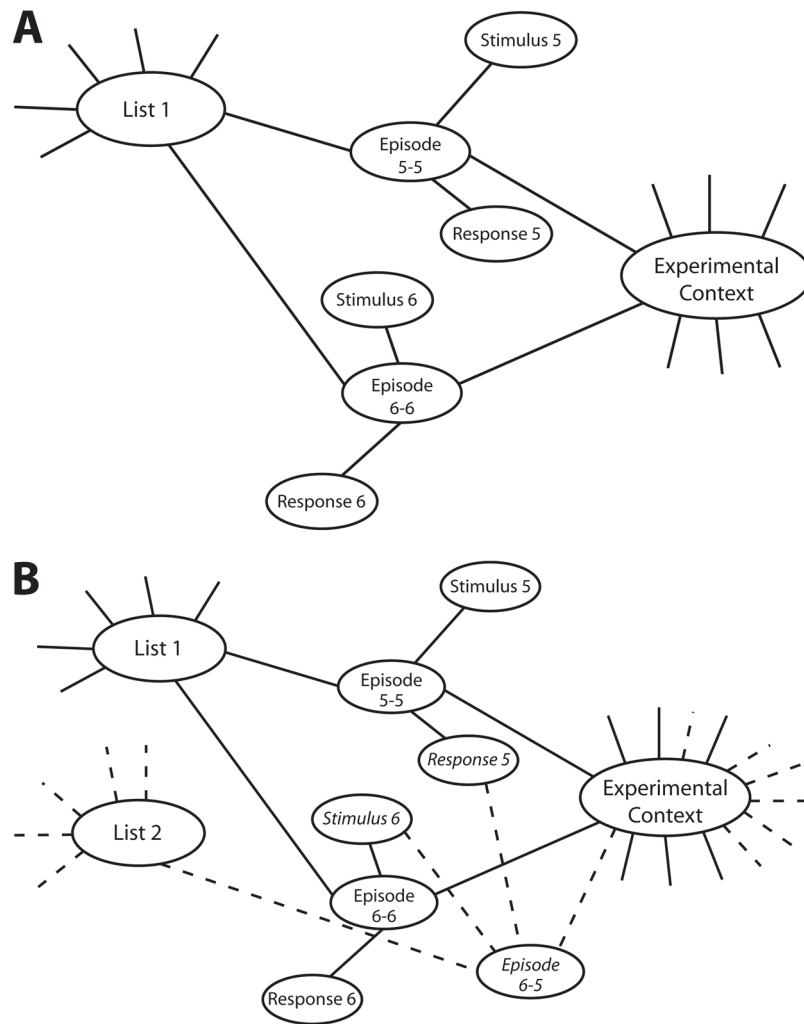 A
Stimulus 5
List 1
Episode
5-5
Response 5
Experimental
Context
Stimulus 6
Episode
6-6
Response 6
B
Stimulus 5
List 1
Episode
5-5
Response 5
Experimental
Context
Stimulus 6
List 2
Episode
6-6
Episode
6-5
Response 6